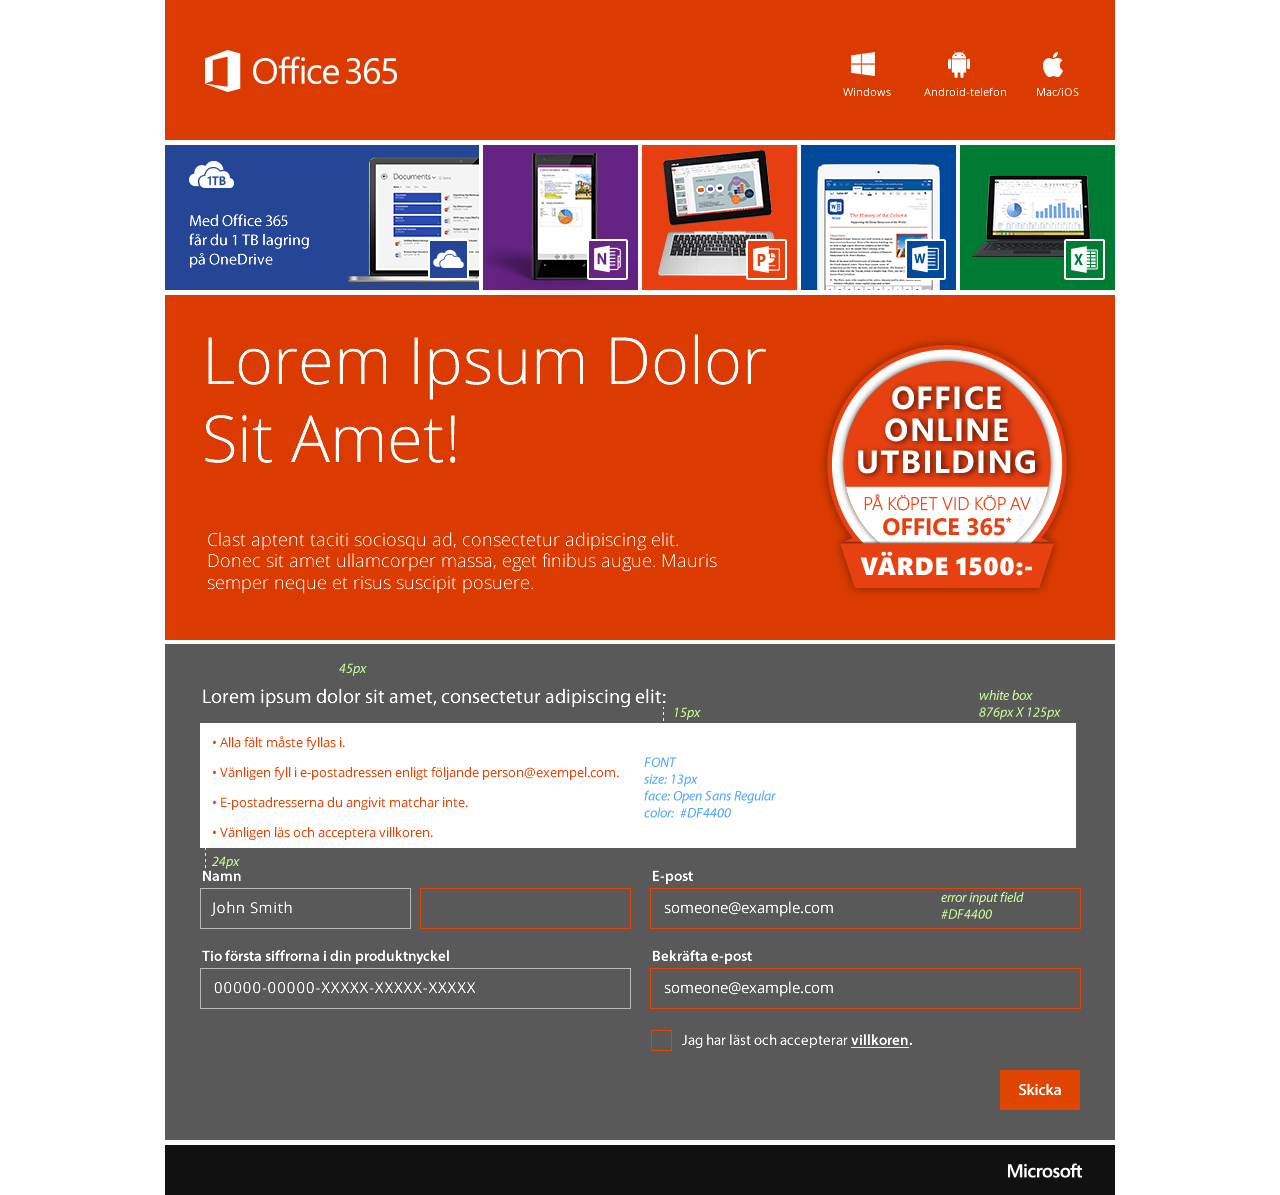 Office 365
Windows
Android-telefon
Mac/iOS
1TB
Med Office 365
får du 1 TB lagring
på OneDrive
Documents
N
P
The History of the Column
W
X
Lorem Ipsum Dolor
Sit Amet!
OFFICE
ONLINE
UTBILDING
PÅ KÖPET VID KÖP AV
OFFICE 365*
VÄRDE 1500:-
Clast aptent taciti sociosqu ad, consectetur adipiscing elit.
Donec sit amet ullamcorper massa, eget finibus augue. Mauris
semper neque et risus suscipit posuere.
45px
Lorem ipsum dolor sit amet, consectetur adipiscing elit:
15px
white box
876px X 125px
• Alla fält måste fyllas i.
• Vänligen fyll i e-postadressen enligt följande person@exempel.com.
• E-postadresserna du angivit matchar inte.
• Vänligen läs och acceptera villkoren.
FONT
size: 13px
face: Open Sans Regular
color: #DF4400
24px
Namn
John Smith
E-post
someone@example.com
error input field
#DF4400
Tio första siffrorna i din produktnyckel
00000-00000-XXXXX-XXXXX-XXXXX
Bekräfta e-post
someone@example.com
Jag har läst och accepterar villkoren.
Skicka
Microsoft